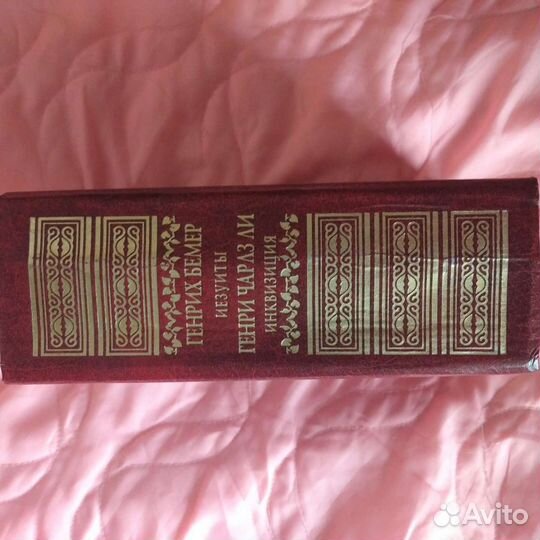 ГЕНРИХ БЕМЕР
ИЕЗУИТЫ
ГЕНРИ ЧАРЛЗ ЛИ
ИНКВИЗИЦИЯ
Avito